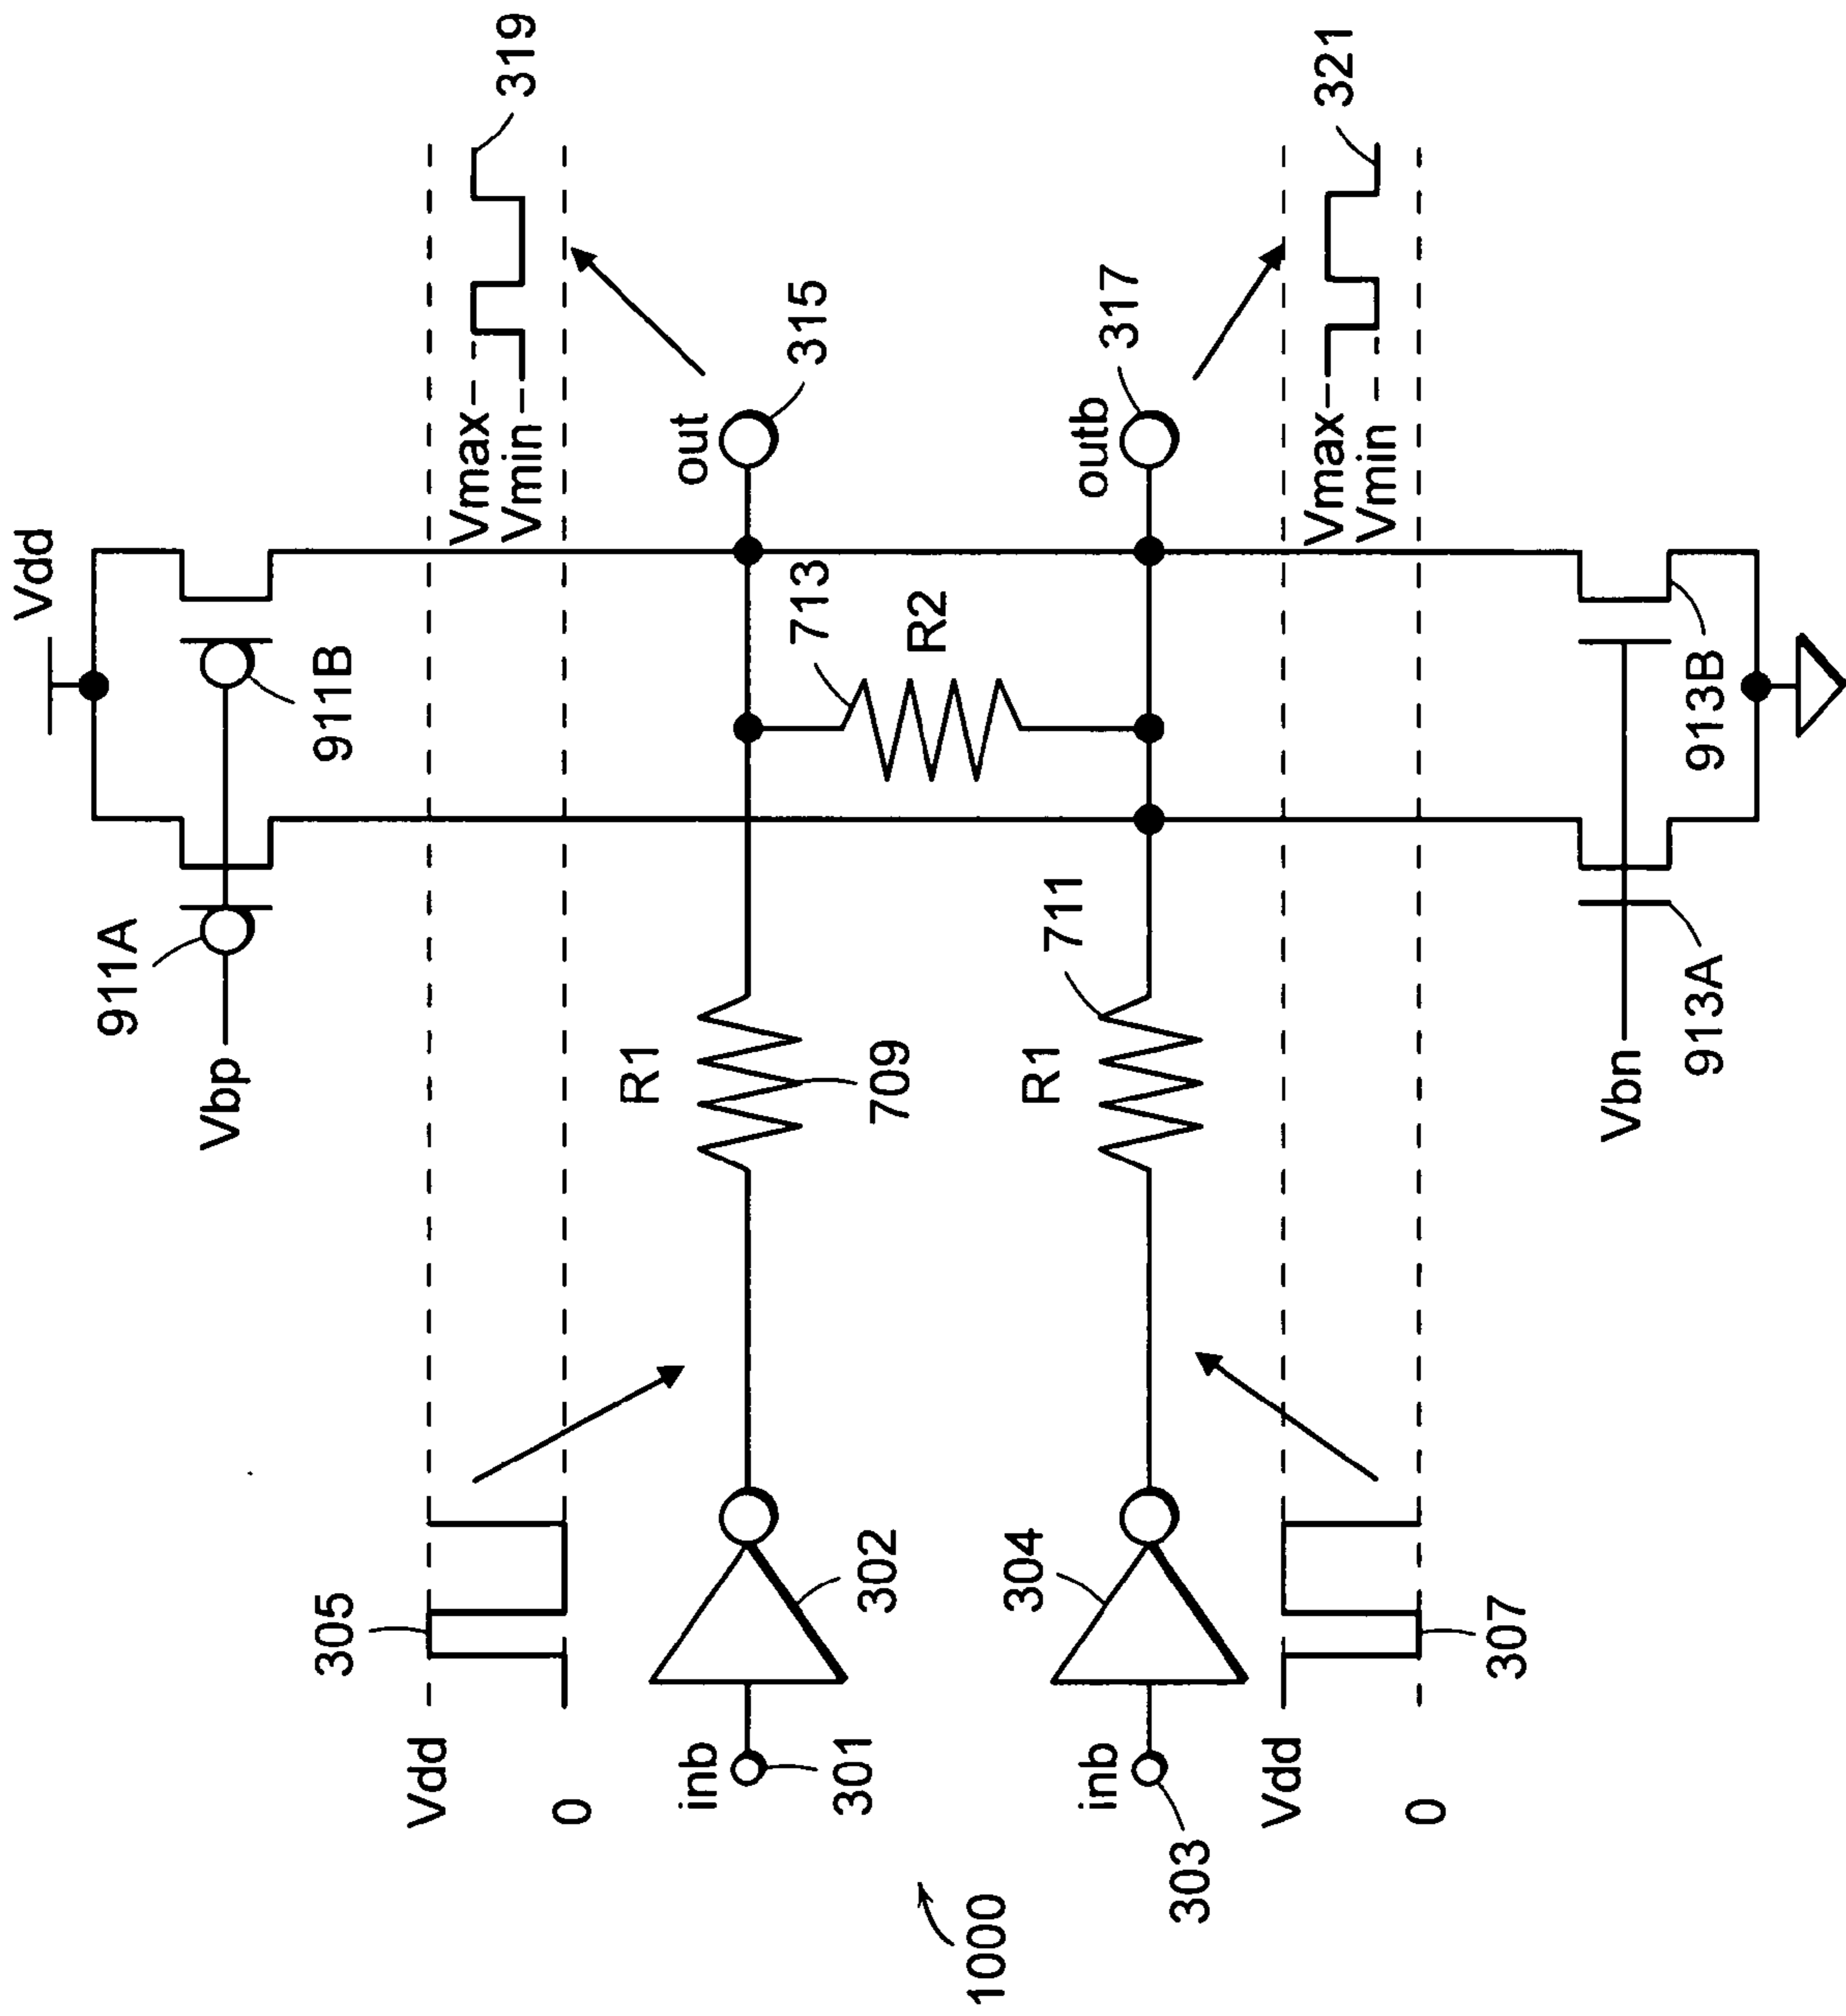 1000
Vdd
0
305
inb
301
302
inb
303
304
Vdd
0
307
Vbp
911A
911B
Vdd
R1
709
R1
711
713
R2
Vbn
913A
913B
out
315
outb
317
Vmax
Vmin
319
Vmax
Vmin
321